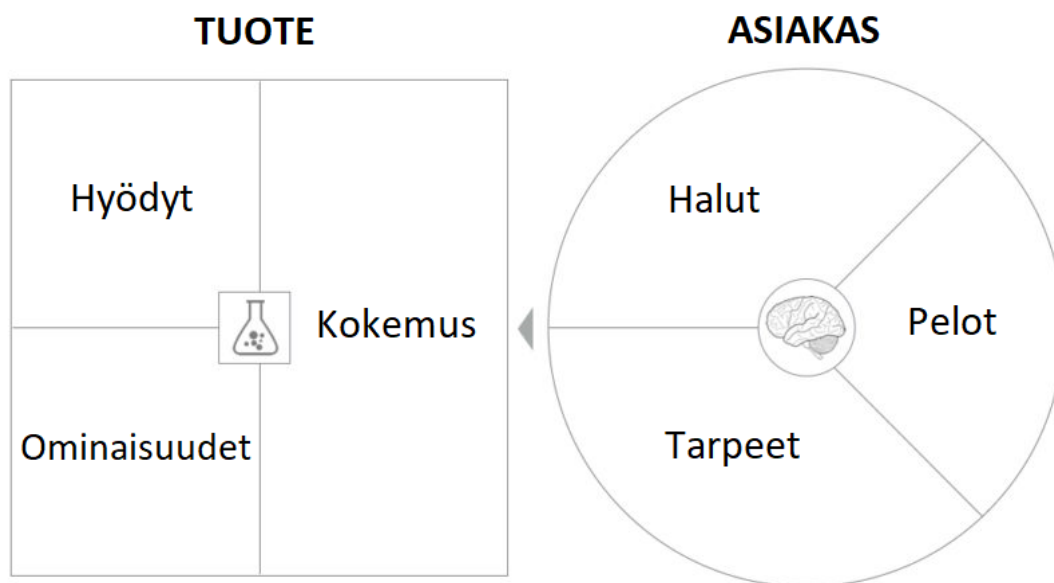 TUOTE
Hyödyt
Kokemus
Ominaisuudet
ASIAKAS
Halut
Pelot
Tarpeet